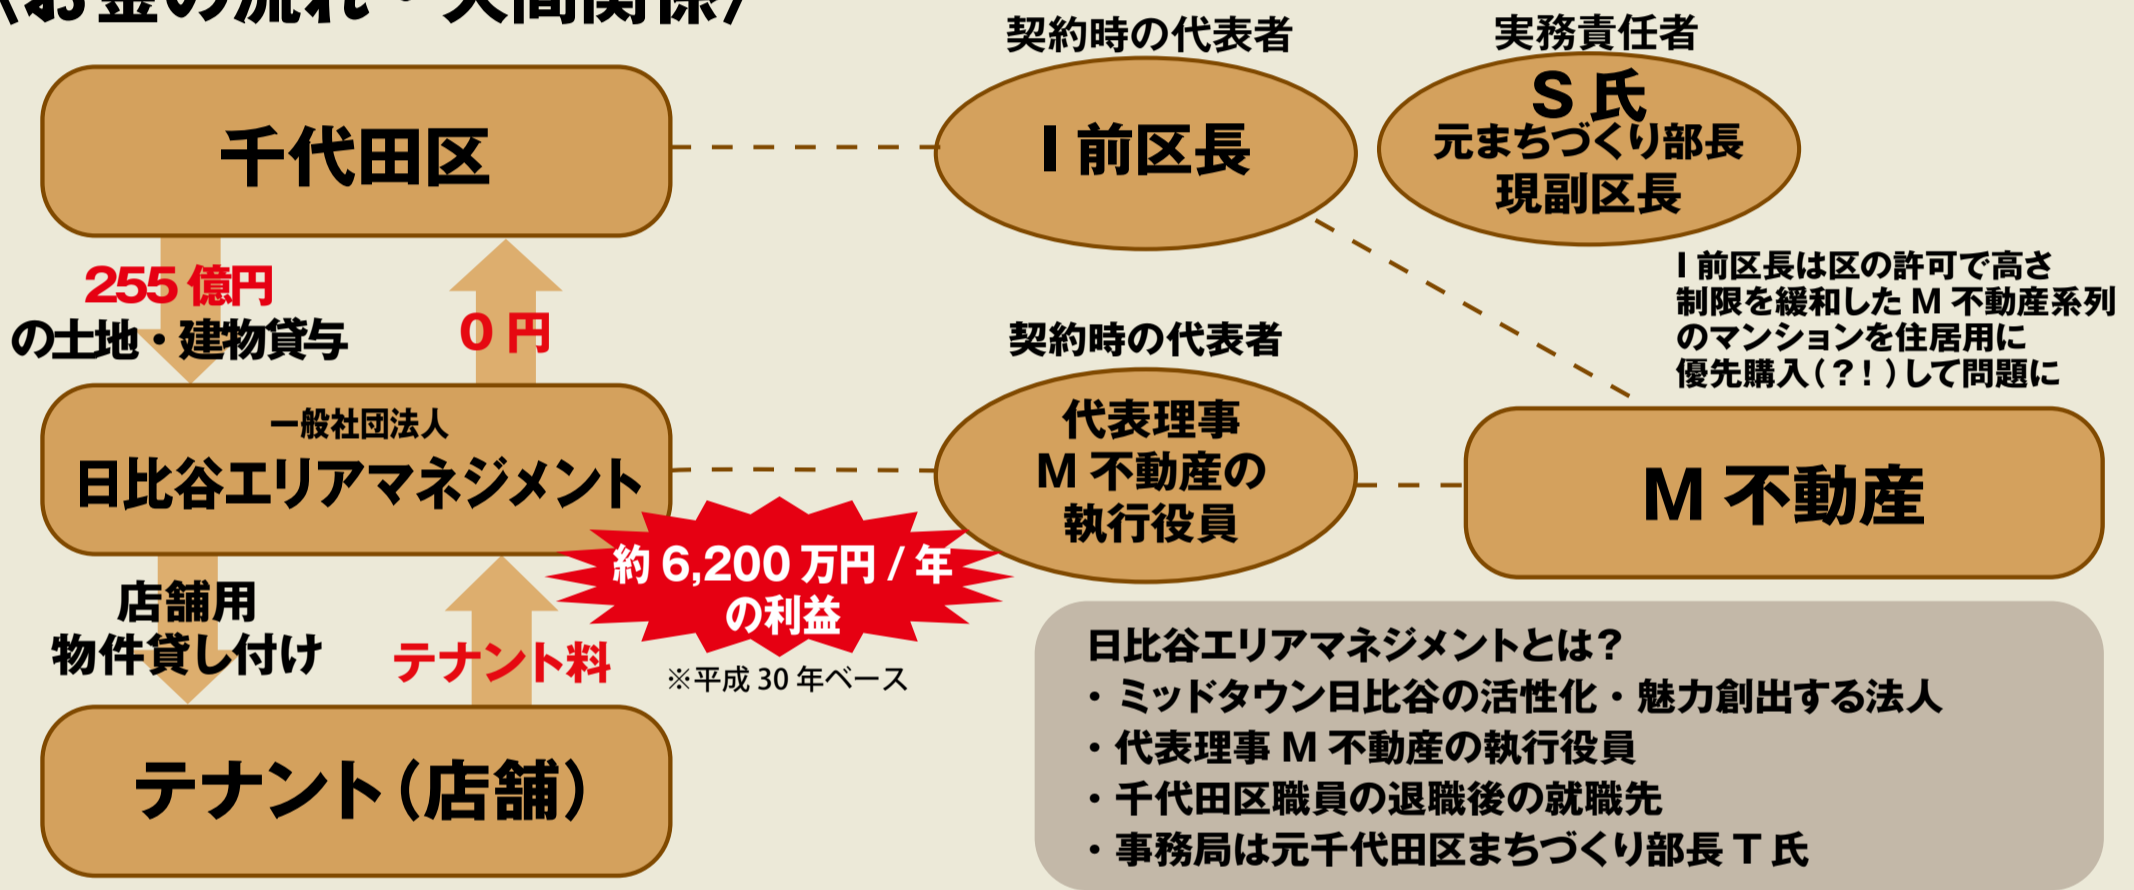 〈お金の流れ・人間関係〉
契約時の代表者
実務責任者
千代田区
I 前区長
S 氏
元まちづくり部長
現副区長
255 億円
の土地・建物貸与
0 円
I 前区長は区の許可で高さ
制限を緩和した M 不動産系列
のマンションを住居用に
優先購入(?!)して問題に
契約時の代表者
一般社団法人
日比谷エリアマネジメント
代表理事
M 不動産の
執行役員
M 不動産
約 6,200 万円 / 年
の利益
※平成 30 年ベース
店舗用
物件貸し付け
テナント料
テナント(店舗)
日比谷エリアマネジメントとは?
・ミッドタウン日比谷の活性化・魅力創出する法人
・代表理事 M 不動産の執行役員
・千代田区職員の退職後の就職先
・事務局は元千代田区まちづくり部長 T 氏